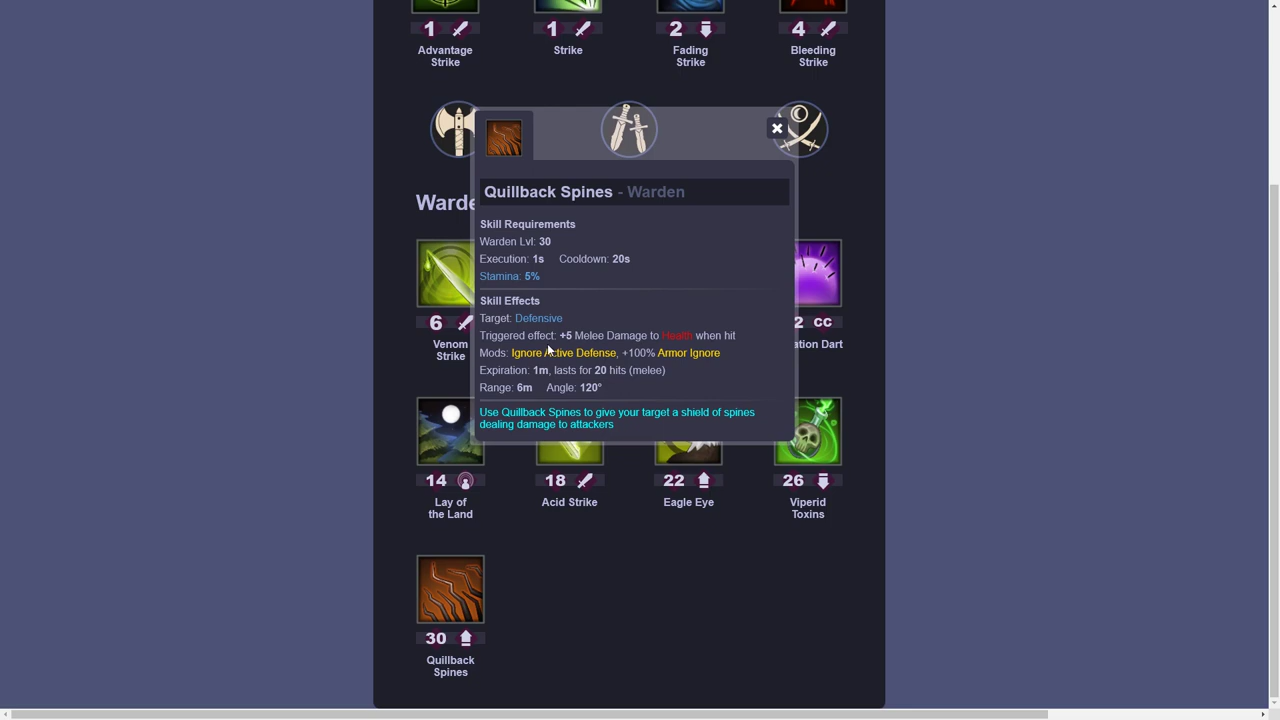 1
1
2
4
Advantage
Strike
Strike
Fading
Strike
Bleeding
Strike
Quillback Spines - Warden
Skill Requirements
Warden Lvl: 30
Execution: 1s Cooldown: 20s
Stamina: 5%
Skill Effects
Target: Defensive
Triggered effect: +5 Melee Damage to Health when hit
Mods: Ignore Active Defense, +100% Armor Ignore
Expiration: 1m, lasts for 20 hits (melee)
Range: 6m Angle: 120°
Use Quillback Spines to give your target a shield of spines
dealing damage to attackers
6
Venom
Strike
2 CC
ation Dart
14
18
22
26
Lay of
the Land
Acid Strike
Eagle Eye
Viperid
Toxins
30
Quillback
Spines